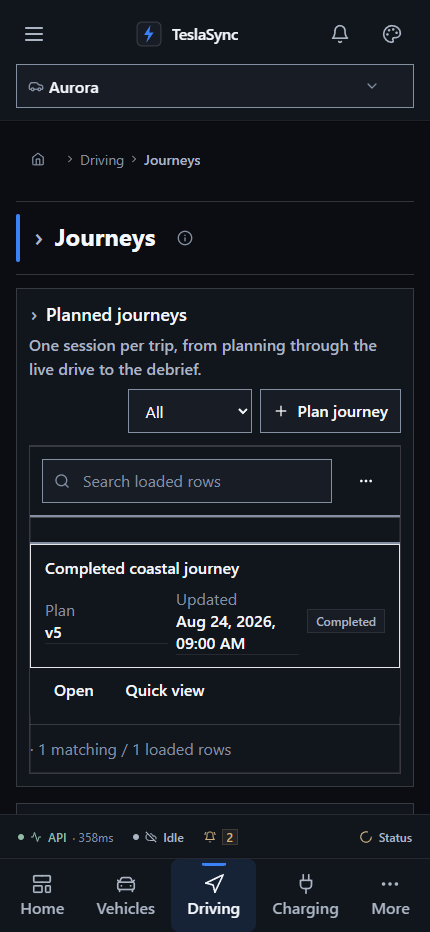 TeslaSync
Aurora
Driving
Journeys
Journeys
Planned journeys
One session per trip, from planning through the
live drive to the debrief.
All
Plan journey
Search loaded rows
Completed coastal journey
Plan
v5
Updated
Aug 24, 2026,
09:00 AM
Completed
Open
Quick view
· 1 matching / 1 loaded rows
API · 358ms
Idle
2
Status
Home
Vehicles
Driving
Charging
More